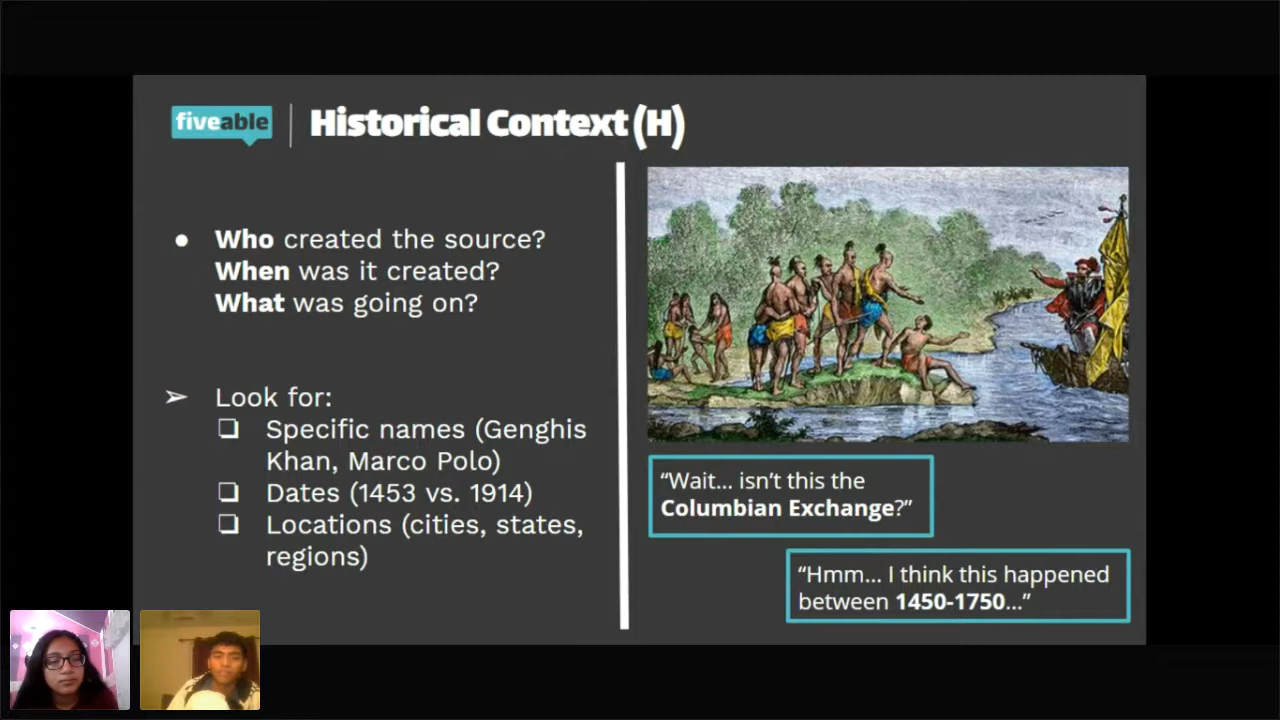 fiveable
Historical Context (H)
● Who created the source?
When was it created?
What was going on?
➢ Look for:
❏ Specific names (Genghis
Khan, Marco Polo)
❏ Dates (1453 vs. 1914)
❏ Locations (cities, states,
regions)
“Wait... isn’t this the
Columbian Exchange?”
“Hmm... I think this happened
between 1450-1750...”